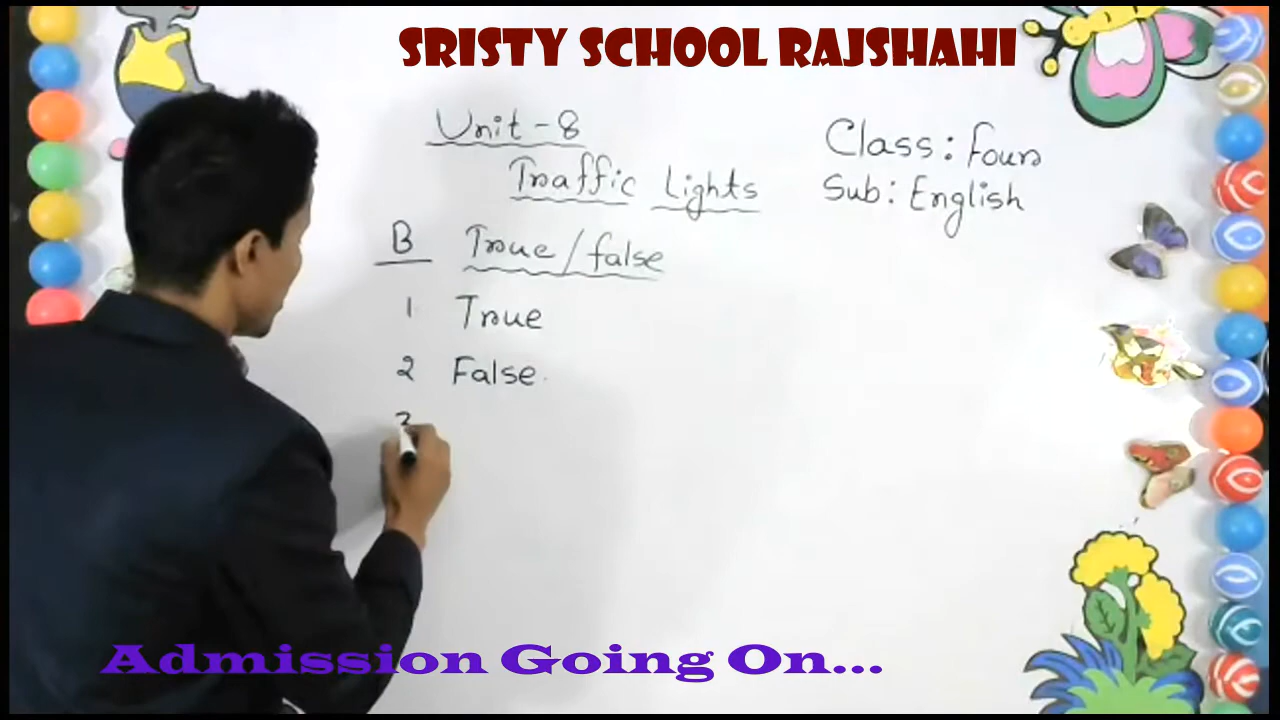 SRISTY SCHOOL RAJSHAHI
Unit-8
Traffic Lights
Class: Four
Sub: English
B True/false
1 True
2 False.
3
Admission Going On...